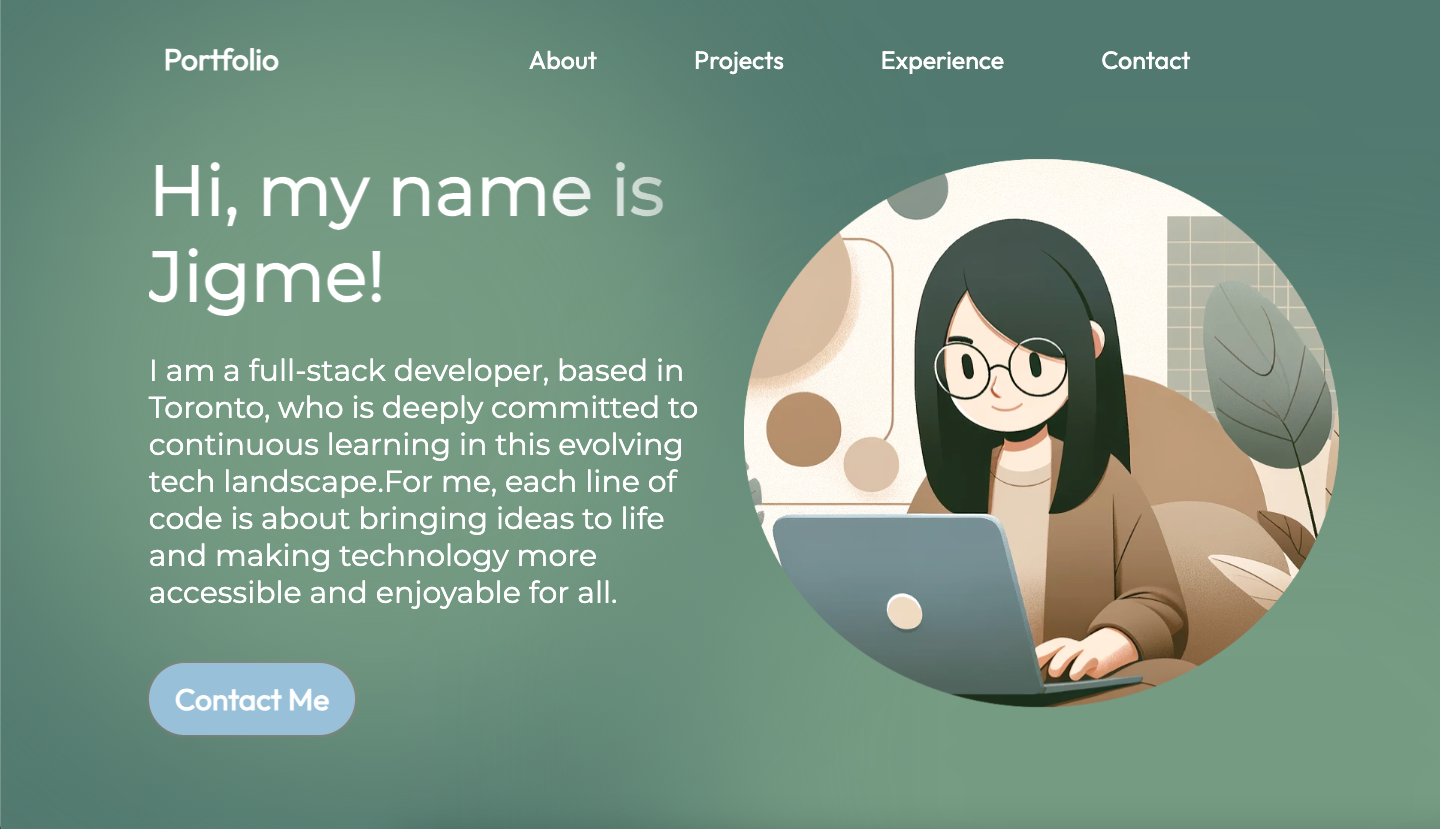 Portfolio
About
Projects
Experience
Contact
Hi, my name is
Jigme!
I am a full-stack developer, based in
Toronto, who is deeply committed to
continuous learning in this evolving
tech landscape.For me, each line of
code is about bringing ideas to life
and making technology more
accessible and enjoyable for all.
Contact Me